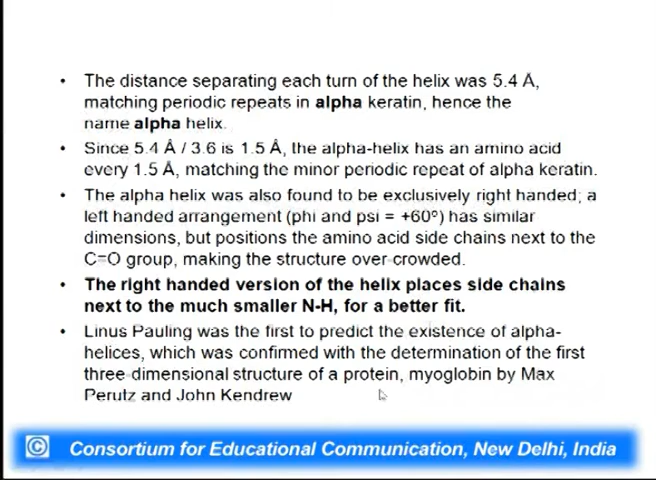 • The distance separating each turn of the helix was 5.4 Å,
matching periodic repeats in alpha keratin, hence the
name alpha helix.
• Since 5.4 Å / 3.6 is 1.5 Å, the alpha-helix has an amino acid
every 1.5 Å, matching the minor periodic repeat of alpha keratin.
• The alpha helix was also found to be exclusively right handed; a
left handed arrangement (phi and psi = +60º) has similar
dimensions, but positions the amino acid side chains next to the
C=O group, making the structure over-crowded.
• The right handed version of the helix places side chains
next to the much smaller N-H, for a better fit.
• Linus Pauling was the first to predict the existence of alpha-
helices, which was confirmed with the determination of the first
three-dimensional structure of a protein, myoglobin by Max
Perutz and John Kendrew
© Consortium for Educational Communication, New Delhi, India